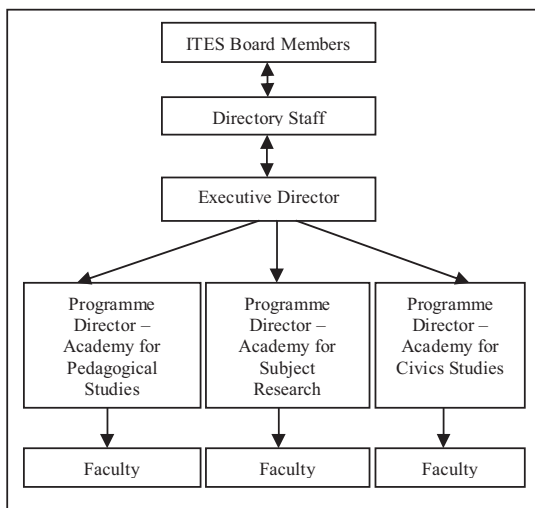 ITES Board Members
Directory Staff
Executive Director
Programme
Director –
Academy for
Pedagogical
Studies
Programme
Director –
Academy for
Subject
Research
Programme
Director –
Academy for
Civics Studies
Faculty
Faculty
Faculty